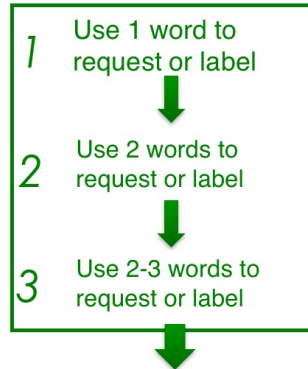 1
Use 1 word to
request or label
2
Use 2 words to
request or label
3
Use 2-3 words to
request or label